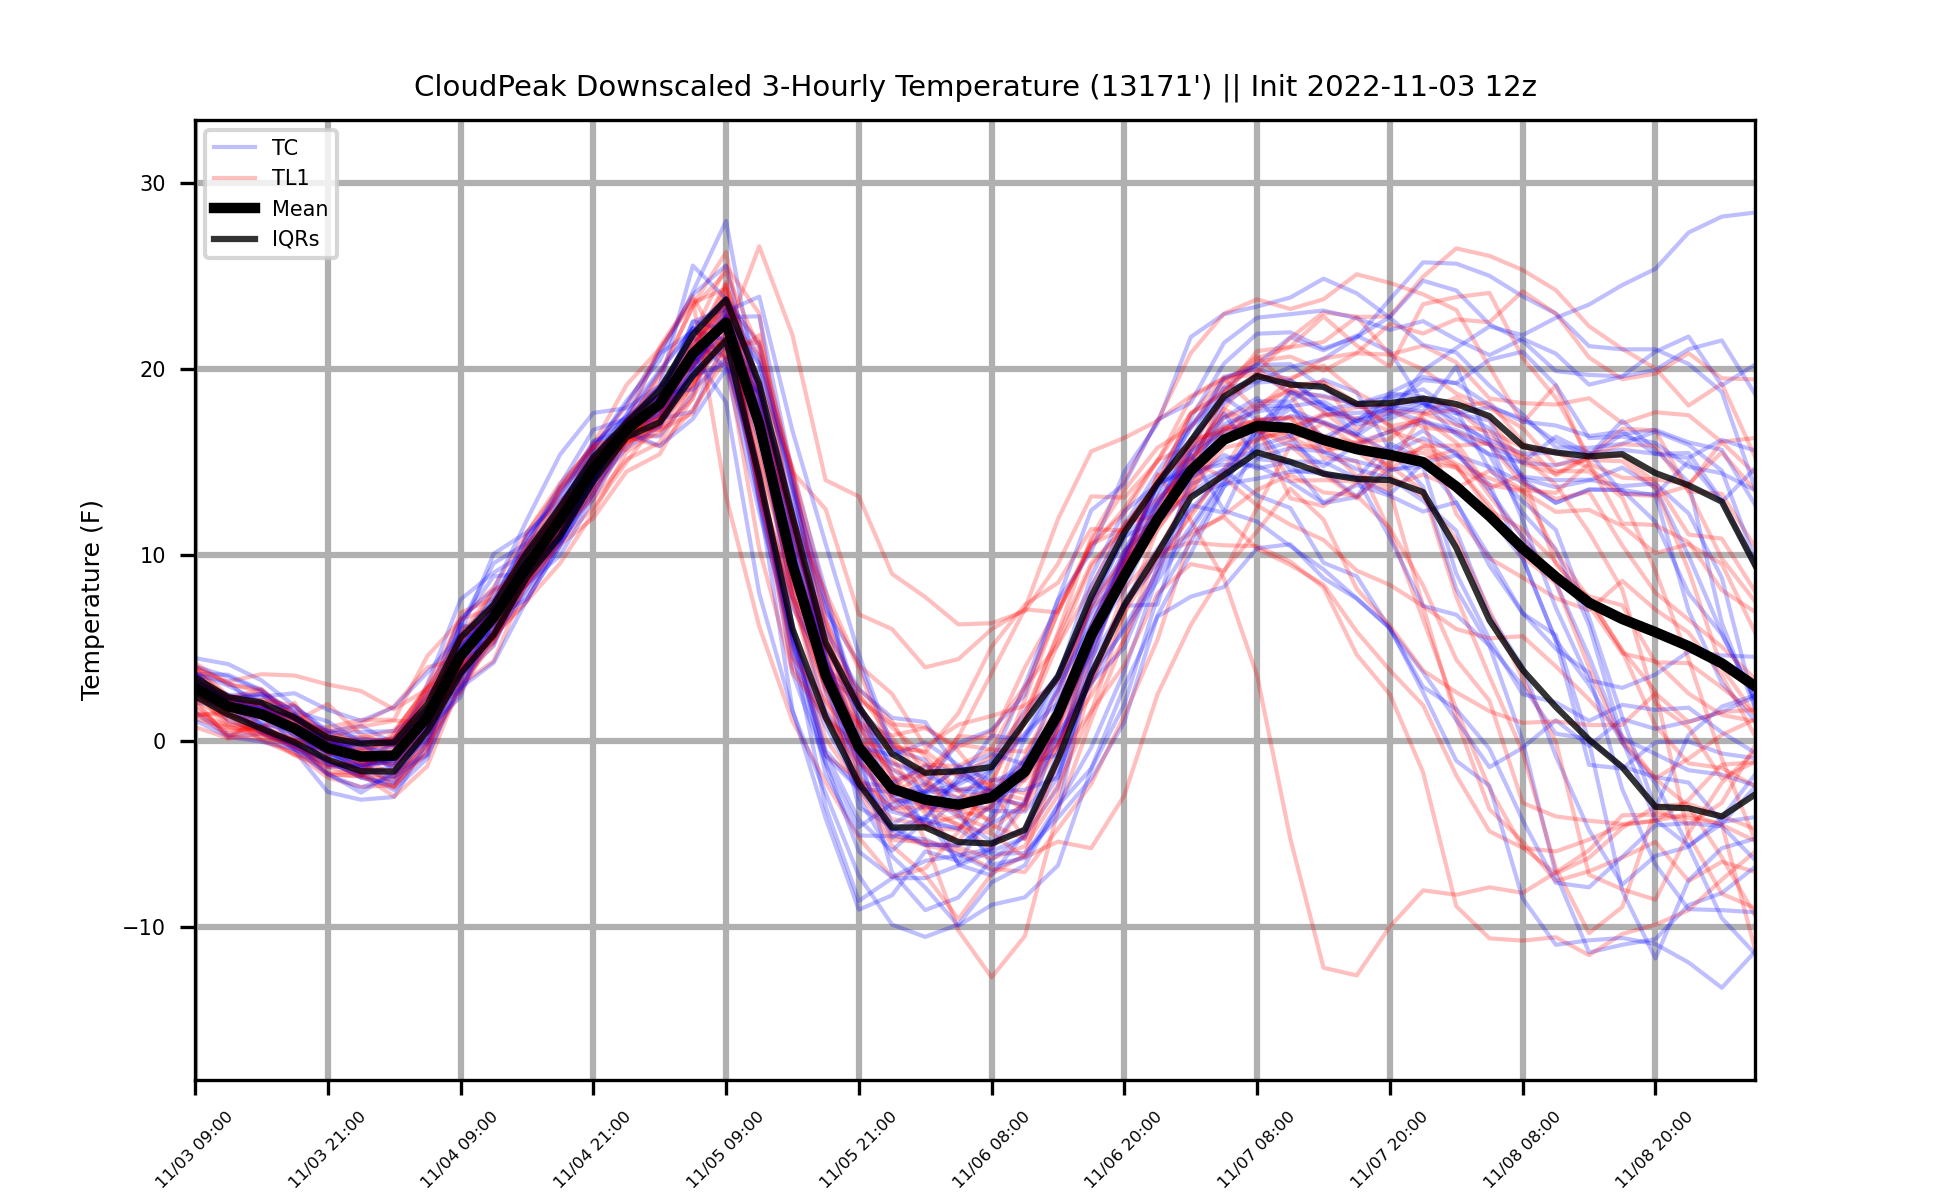 CloudPeak Downscaled 3-Hourly Temperature (13171') || Init 2022-11-03 12z
TC
TL1
Mean
IQRs
Temperature (F)
30
20
10
0
−10
11/03 09:00
11/03 21:00
11/04 09:00
11/04 21:00
11/05 09:00
11/05 21:00
11/06 08:00
11/06 20:00
11/07 08:00
11/07 20:00
11/08 08:00
11/08 20:00